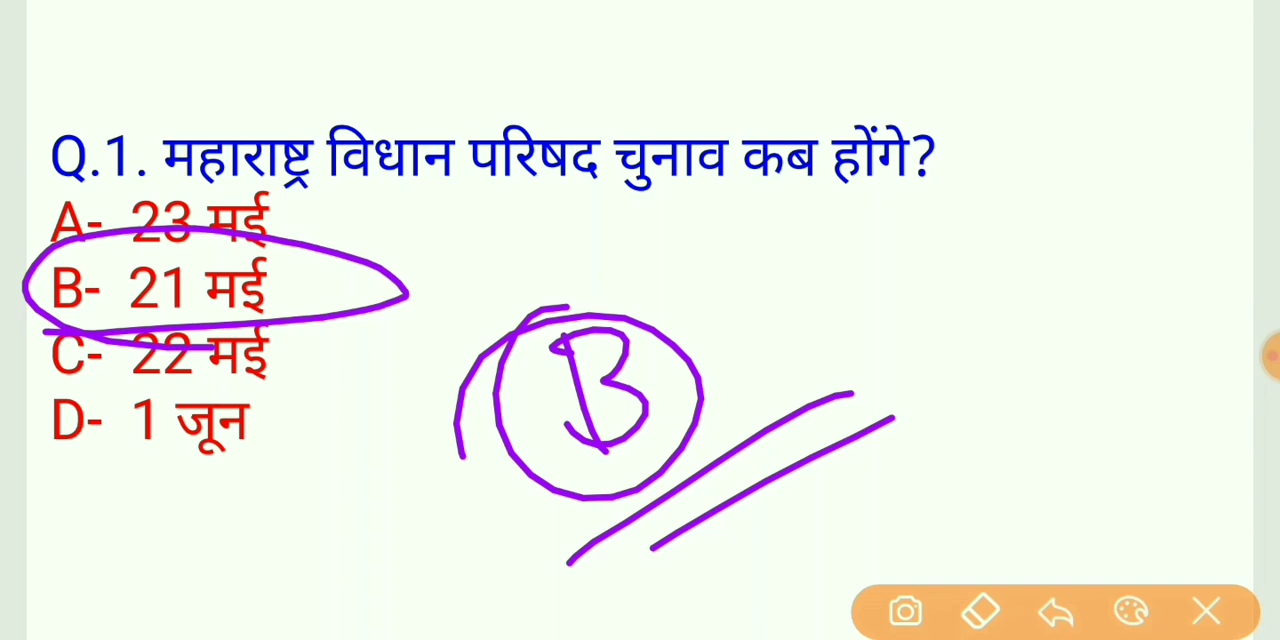 Q.1. महाराष्ट्र विधान परिषद चुनाव कब होंगे?
A- 23 मई
B- 21 मई
C- 22 मई
D- 1 जून
B